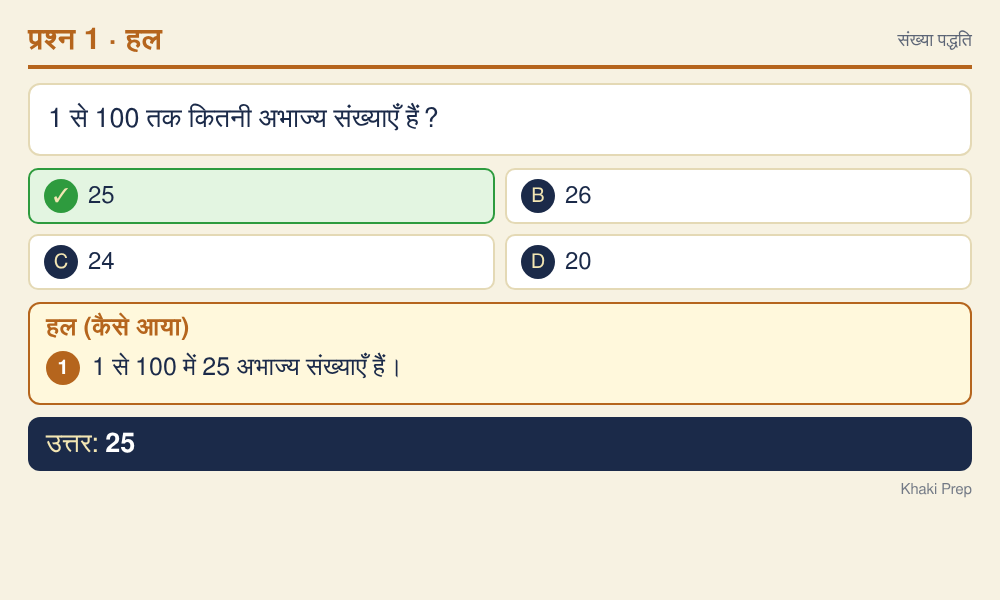 प्रश्न 1 · हल
संख्या पद्धति
1 से 100 तक कितनी अभाज्य संख्याएँ हैं ?
✓ 25
B 26
C 24
D 20
हल (कैसे आया)
1 1 से 100 में 25 अभाज्य संख्याएँ हैं।
उत्तर: 25
Khaki Prep